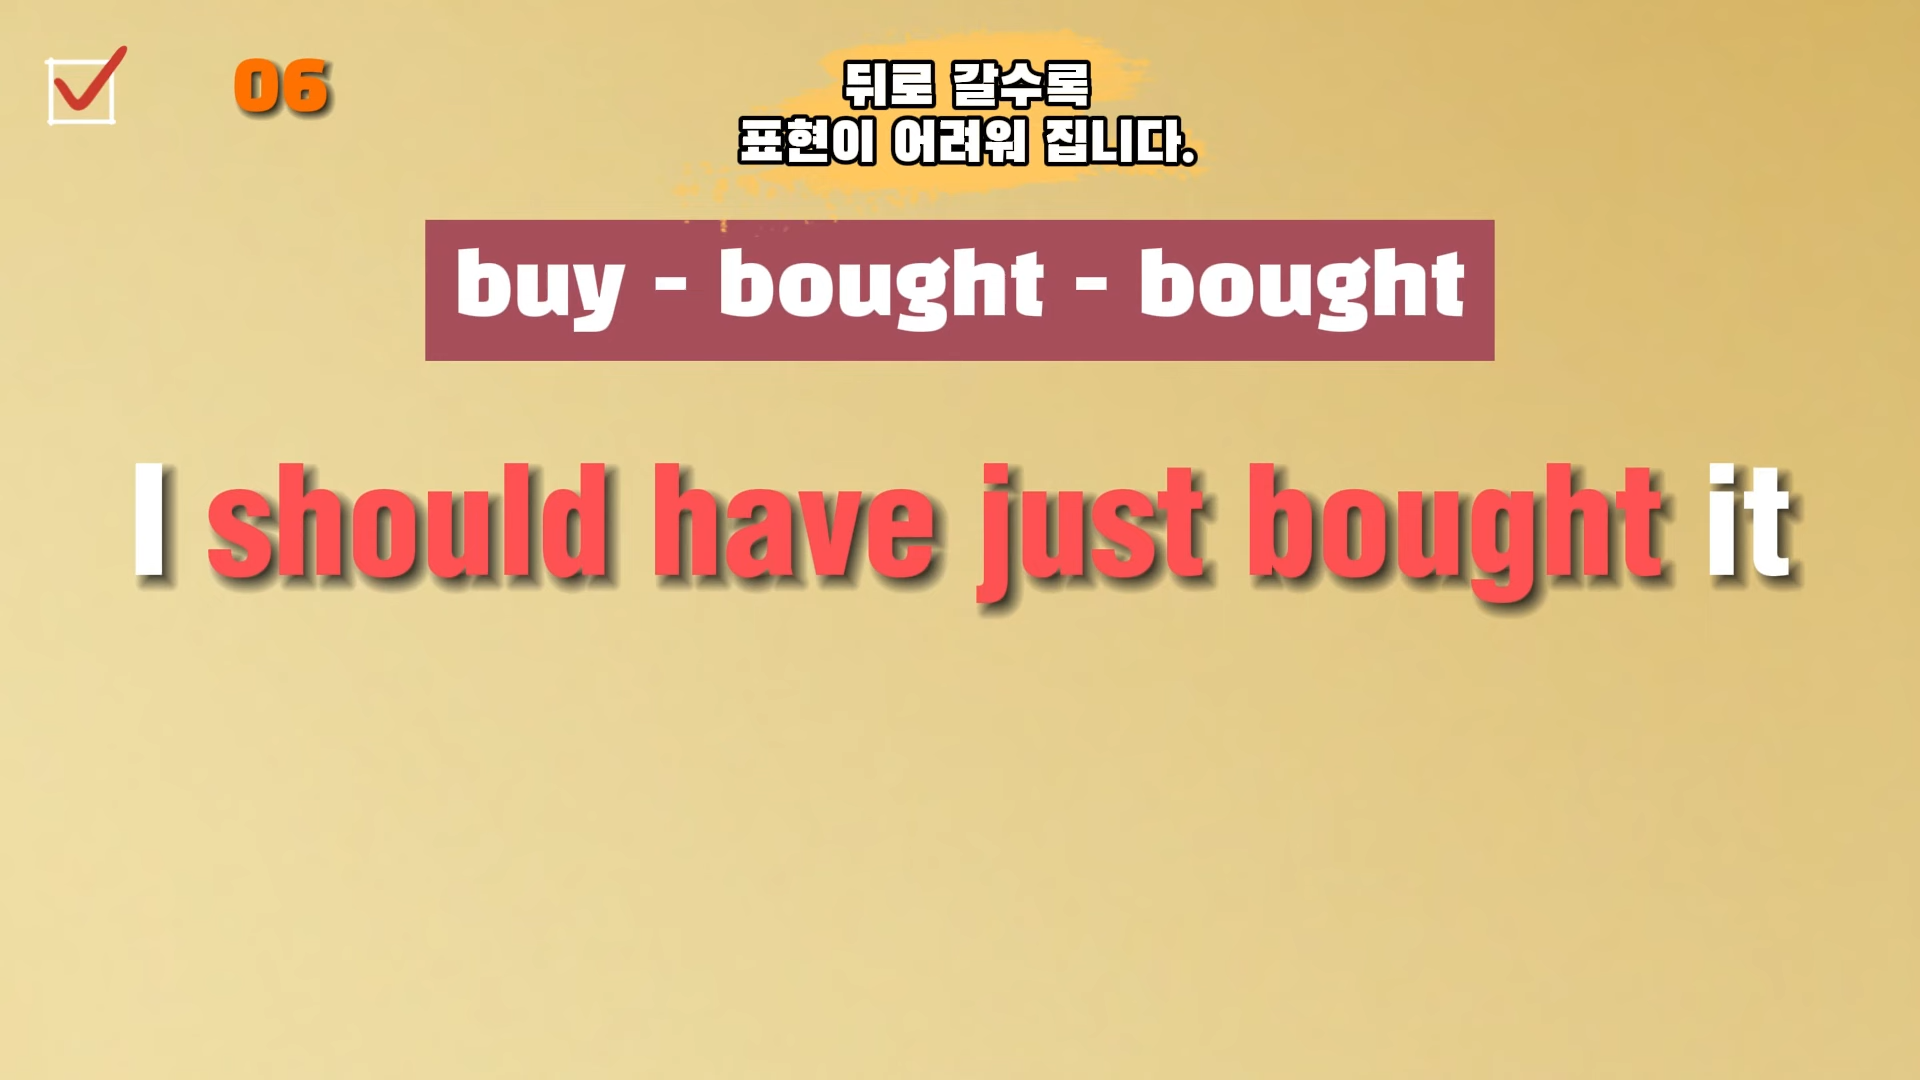 06
뒤로 갈수록
표현이 어려워 집니다.
buy - bought - bought
I should have just bought it